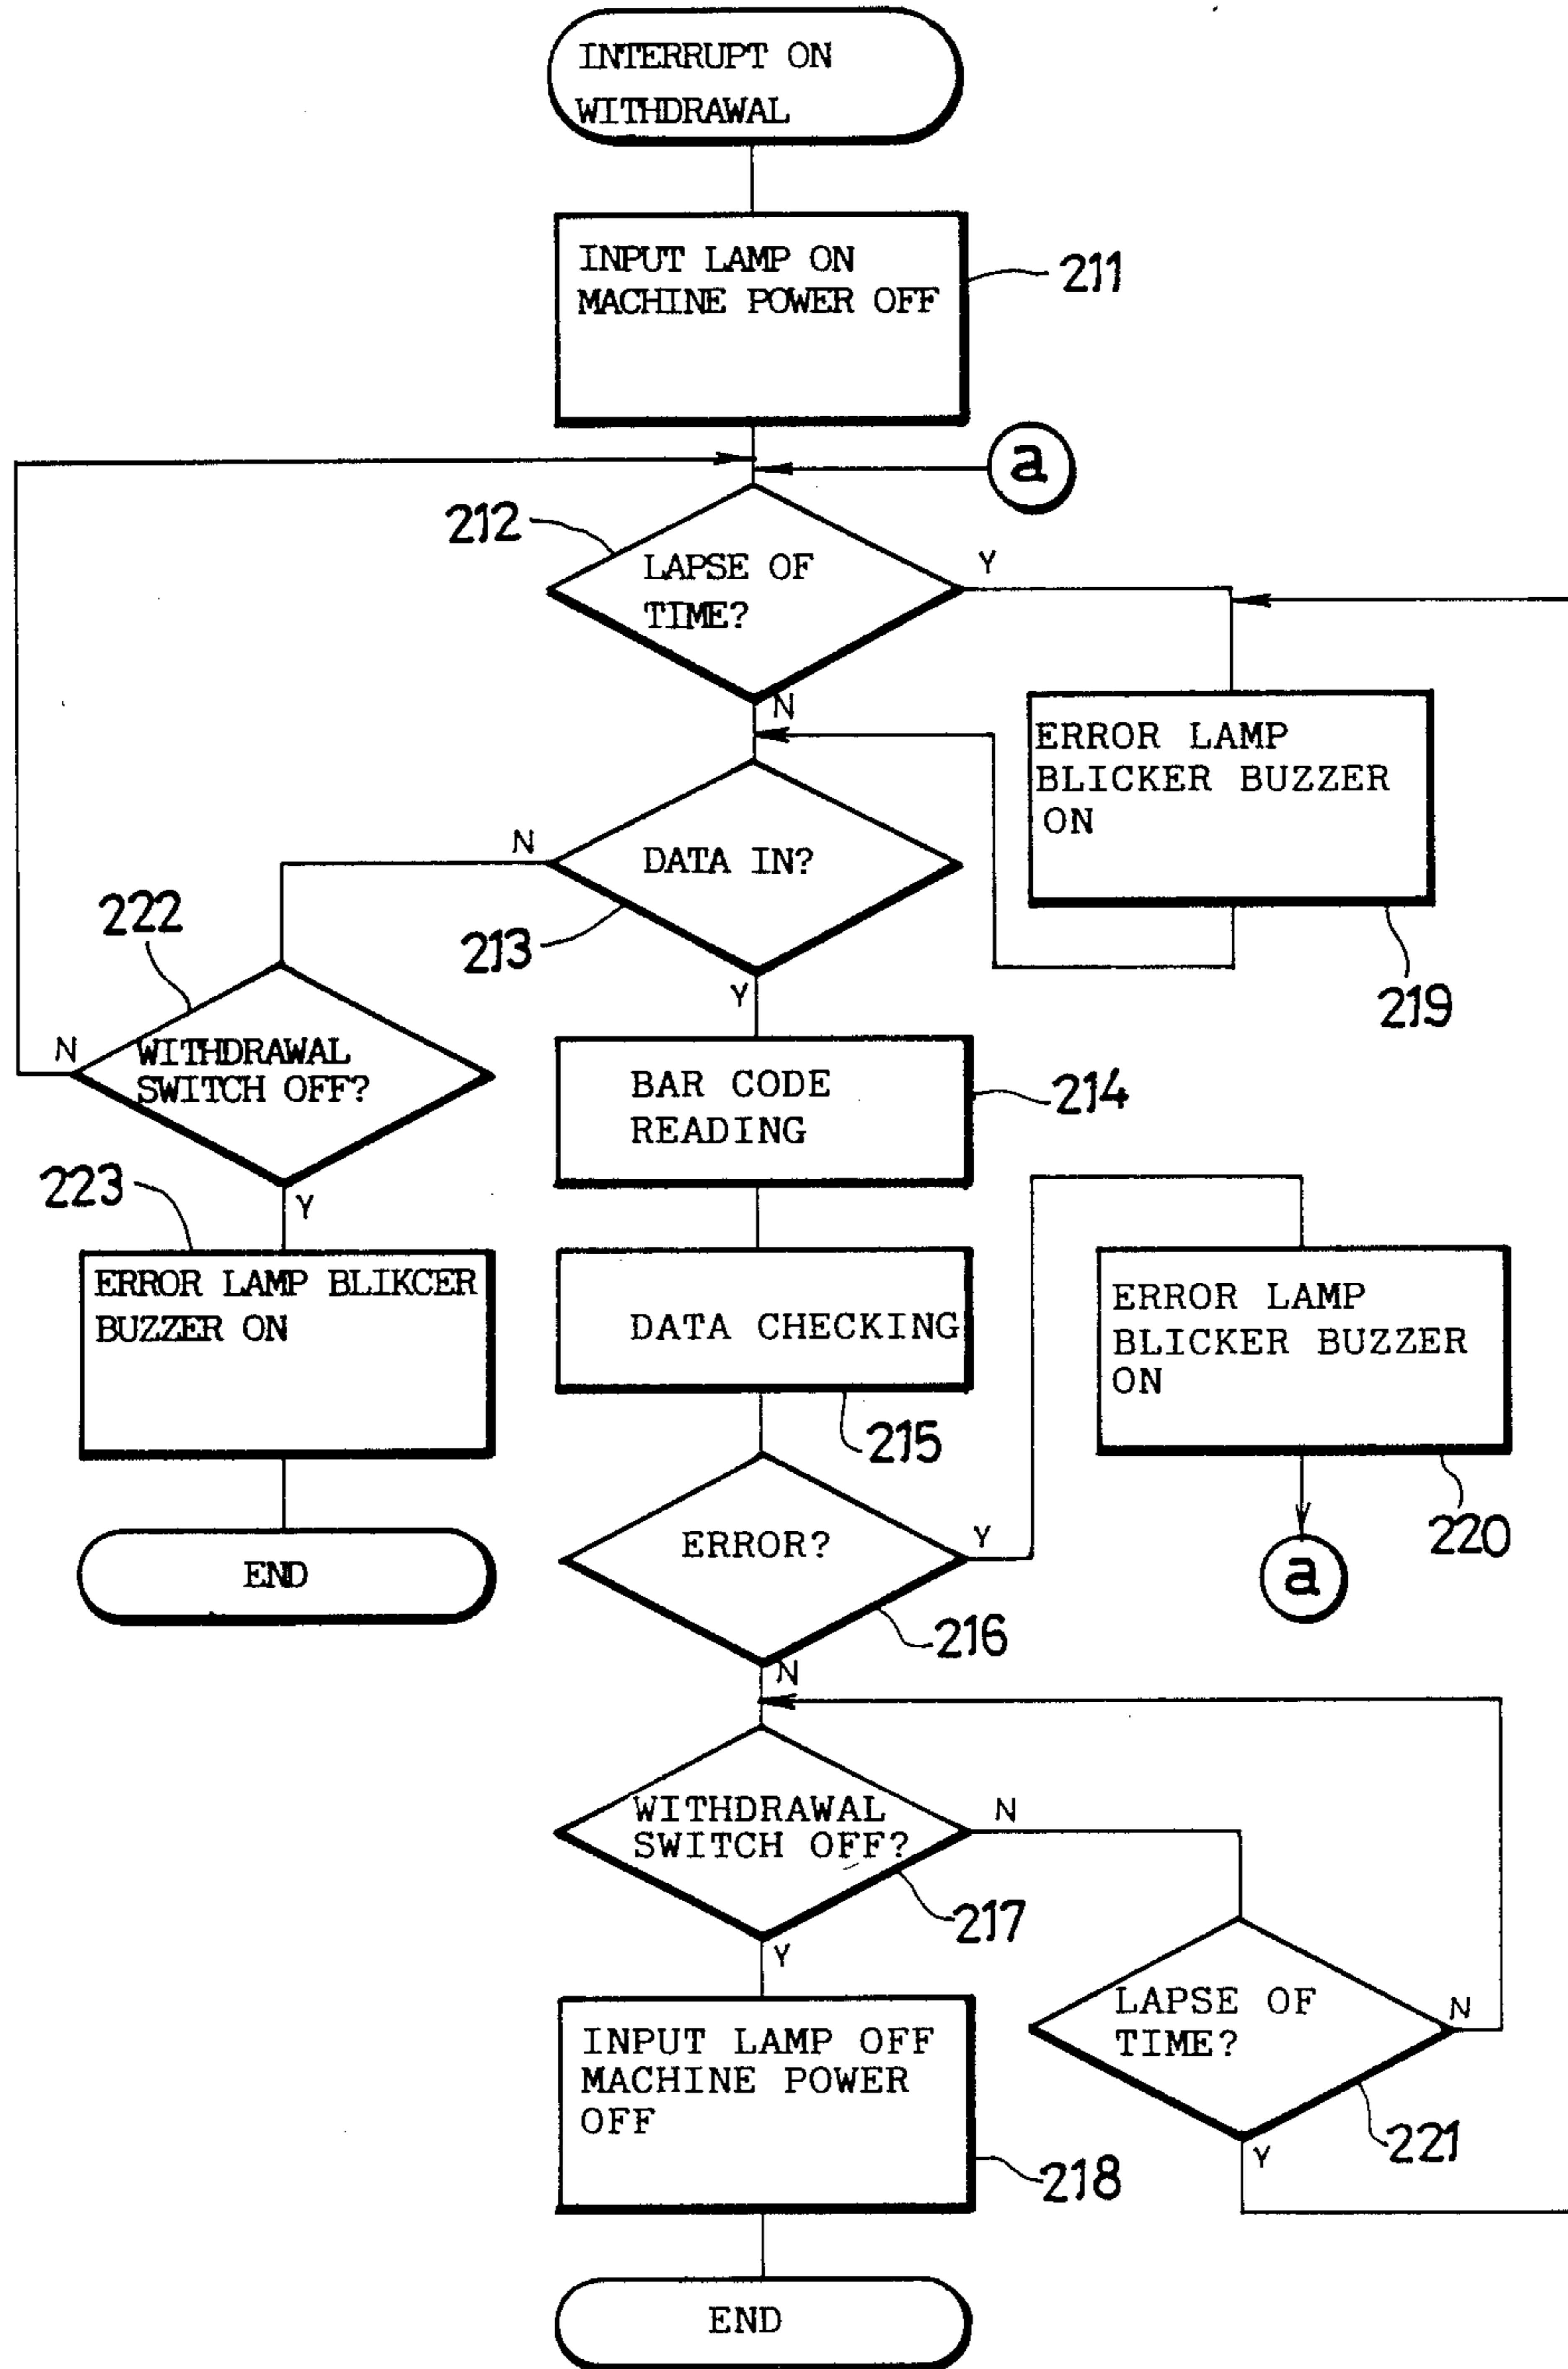 INTERRUPT ON
WITHDRAWAL
INPUT LAMP ON
MACHINE POWER OFF
211
a
212
LAPSE OF
TIME?
Y
N
ERROR LAMP
BLICKER BUZZER
ON
219
N
DATA IN?
213
Y
222
N
WITHDRAWAL
SWITCH OFF?
Y
BAR CODE
READING
214
223
ERROR LAMP BLIKCER
BUZZER ON
END
DATA CHECKING
215
ERROR LAMP
BLICKER BUZZER
ON
220
a
ERROR?
Y
216
N
WITHDRAWAL
SWITCH OFF?
N
217
Y
LAPSE OF
TIME?
N
221
Y
INPUT LAMP OFF
MACHINE POWER
OFF
218
END